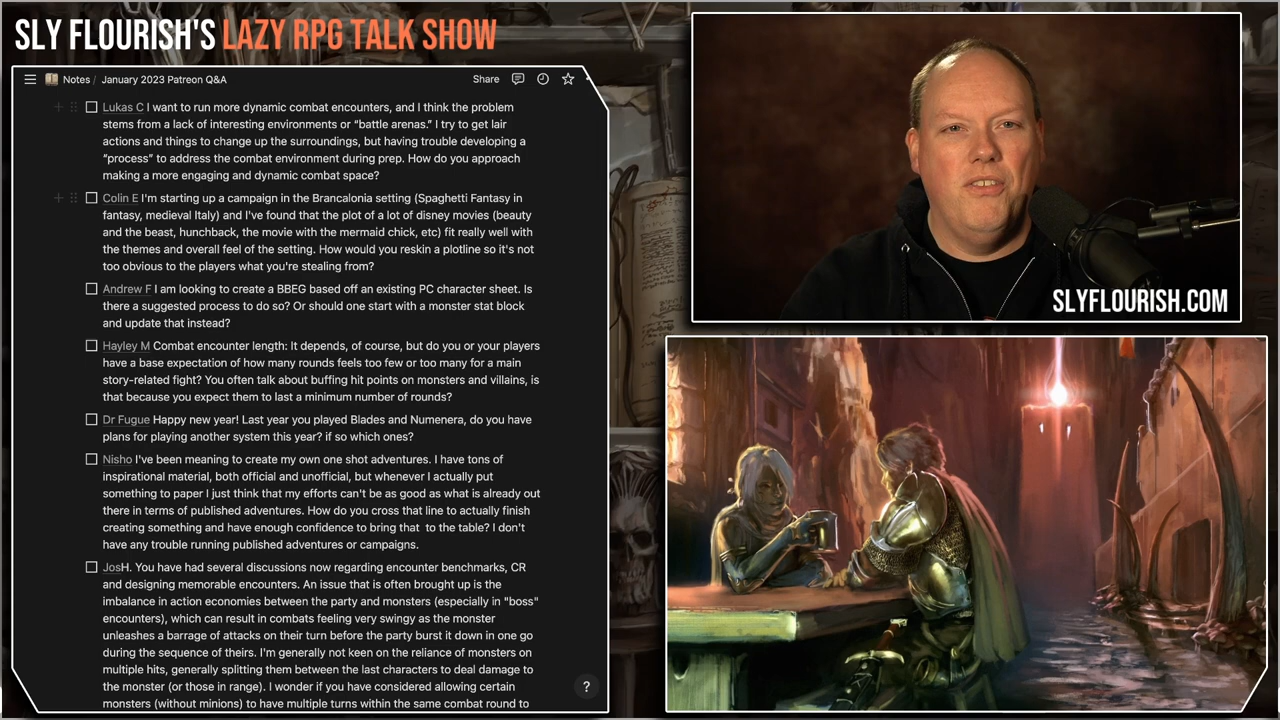 SLY FLOURISH'S LAZY RPG TALK SHOW
Notes / January 2023 Patreon Q&A
Share
Lukas C I want to run more dynamic combat encounters, and I think the problem
stems from a lack of interesting environments or “battle arenas.” I try to get lair
actions and things to change up the surroundings, but having trouble developing a
“process” to address the combat environment during prep. How do you approach
making a more engaging and dynamic combat space?
Colin E I'm starting up a campaign in the Brancalonia setting (Spaghetti Fantasy in
fantasy, medieval Italy) and I've found that the plot of a lot of disney movies (beauty
and the beast, hunchback, the movie with the mermaid chick, etc) fit really well with
the themes and overall feel of the setting. How would you reskin a plotline so it's not
too obvious to the players what you're stealing from?
Andrew F I am looking to create a BBEG based off an existing PC character sheet. Is
there a suggested process to do so? Or should one start with a monster stat block
and update that instead?
Hayley M Combat encounter length: It depends, of course, but do you or your players
have a base expectation of how many rounds feels too few or too many for a main
story-related fight? You often talk about buffing hit points on monsters and villains, is
that because you expect them to last a minimum number of rounds?
Dr Fugue Happy new year! Last year you played Blades and Numenera, do you have
plans for playing another system this year? if so which ones?
Nisho I've been meaning to create my own one shot adventures. I have tons of
inspirational material, both official and unofficial, but whenever I actually put
something to paper I just think that my efforts can't be as good as what is already out
there in terms of published adventures. How do you cross that line to actually finish
creating something and have enough confidence to bring that to the table? I don't
have any trouble running published adventures or campaigns.
JosH. You have had several discussions now regarding encounter benchmarks, CR
and designing memorable encounters. An issue that is often brought up is the
imbalance in action economies between the party and monsters (especially in "boss"
encounters), which can result in combats feeling very swingy as the monster
unleashes a barrage of attacks on their turn before the party burst it down in one go
during the sequence of theirs. I'm generally not keen on the reliance of monsters on
multiple hits, generally splitting them between the last characters to deal damage to
the monster (or those in range). I wonder if you have considered allowing certain
monsters (without minions) to have multiple turns within the same combat round to
?
SLYFLOURISH.COM